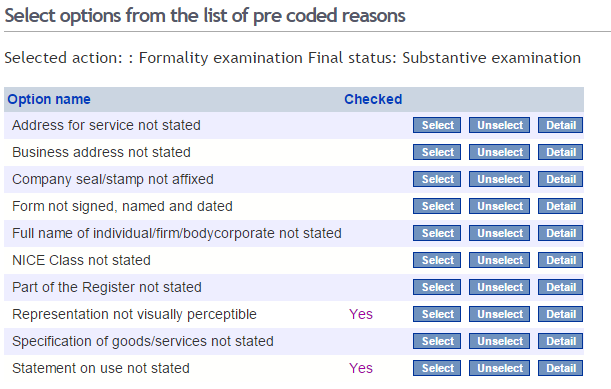 Select options from the list of pre coded reasons
Selected action: : Formality examination Final status: Substantive examination
Option name Checked
Address for service not stated Select Unselect Detail
Business address not stated Select Unselect Detail
Company seal/stamp not affixed Select Unselect Detail
Form not signed, named and dated Select Unselect Detail
Full name of individual/firm/bodycorporate not stated Select Unselect Detail
NICE Class not stated Select Unselect Detail
Part of the Register not stated Select Unselect Detail
Representation not visually perceptible Yes Select Unselect Detail
Specification of goods/services not stated Select Unselect Detail
Statement on use not stated Yes Select Unselect Detail